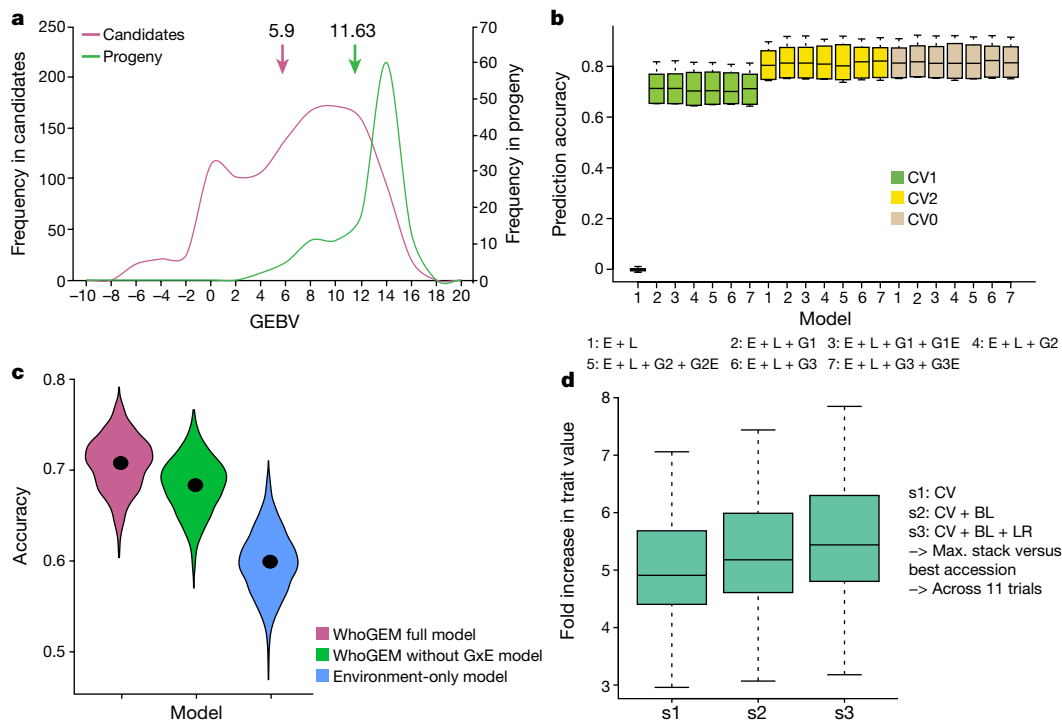 a
5.9
11.63
Candidates
Progeny
Frequency in candidates
250
200
150
100
50
0
Frequency in progeny
70
60
50
40
30
20
10
0
−10 −8 −6 −4 −2 0 2 4 6 8 10 12 14 16 18 20
GEBV
b
Prediction accuracy
0.8
0.6
0.4
0.2
0
CV1
CV2
CV0
1 2 3 4 5 6 7 1 2 3 4 5 6 7 1 2 3 4 5 6 7
Model
1: E + L 2: E + L + G1 3: E + L + G1 + G1E 4: E + L + G2
5: E + L + G2 + G2E 6: E + L + G3 7: E + L + G3 + G3E
c
Accuracy
0.8
0.7
0.6
0.5
WhoGEM full model
WhoGEM without GxE model
Environment-only model
Model
d
Fold increase in trait value
8
7
6
5
4
3
s1 s2 s3
s1: CV
s2: CV + BL
s3: CV + BL + LR
–> Max. stack versus
best accession
–> Across 11 trials